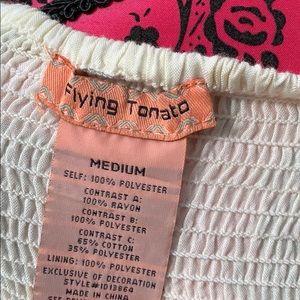 Flying Tomato
MEDIUM
SELF: 100% POLYESTER
CONTRAST A:
100% RAYON
CONTRAST B:
100% POLYESTER
CONTRAST C:
65% COTTON
35% POLYESTER
LINING: 100% POLYESTER
EXCLUSIVE OF DECORATION
MADE IN CHINA